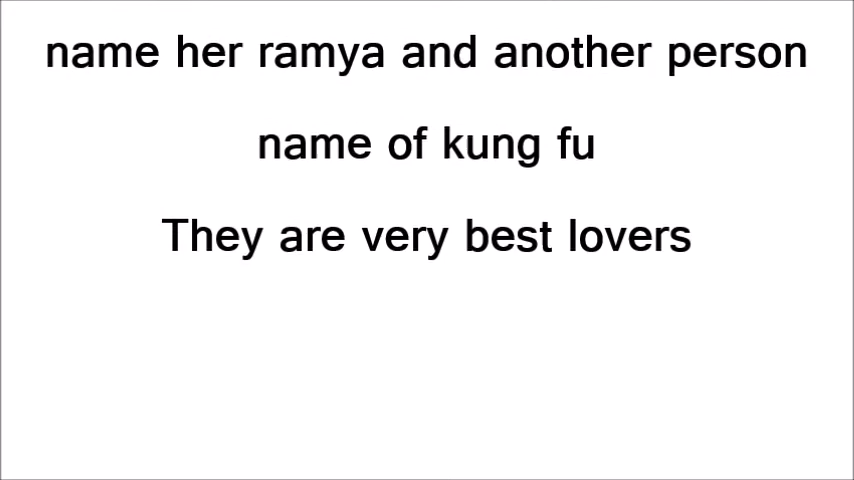 name her ramya and another person
name of kung fu
They are very best lovers